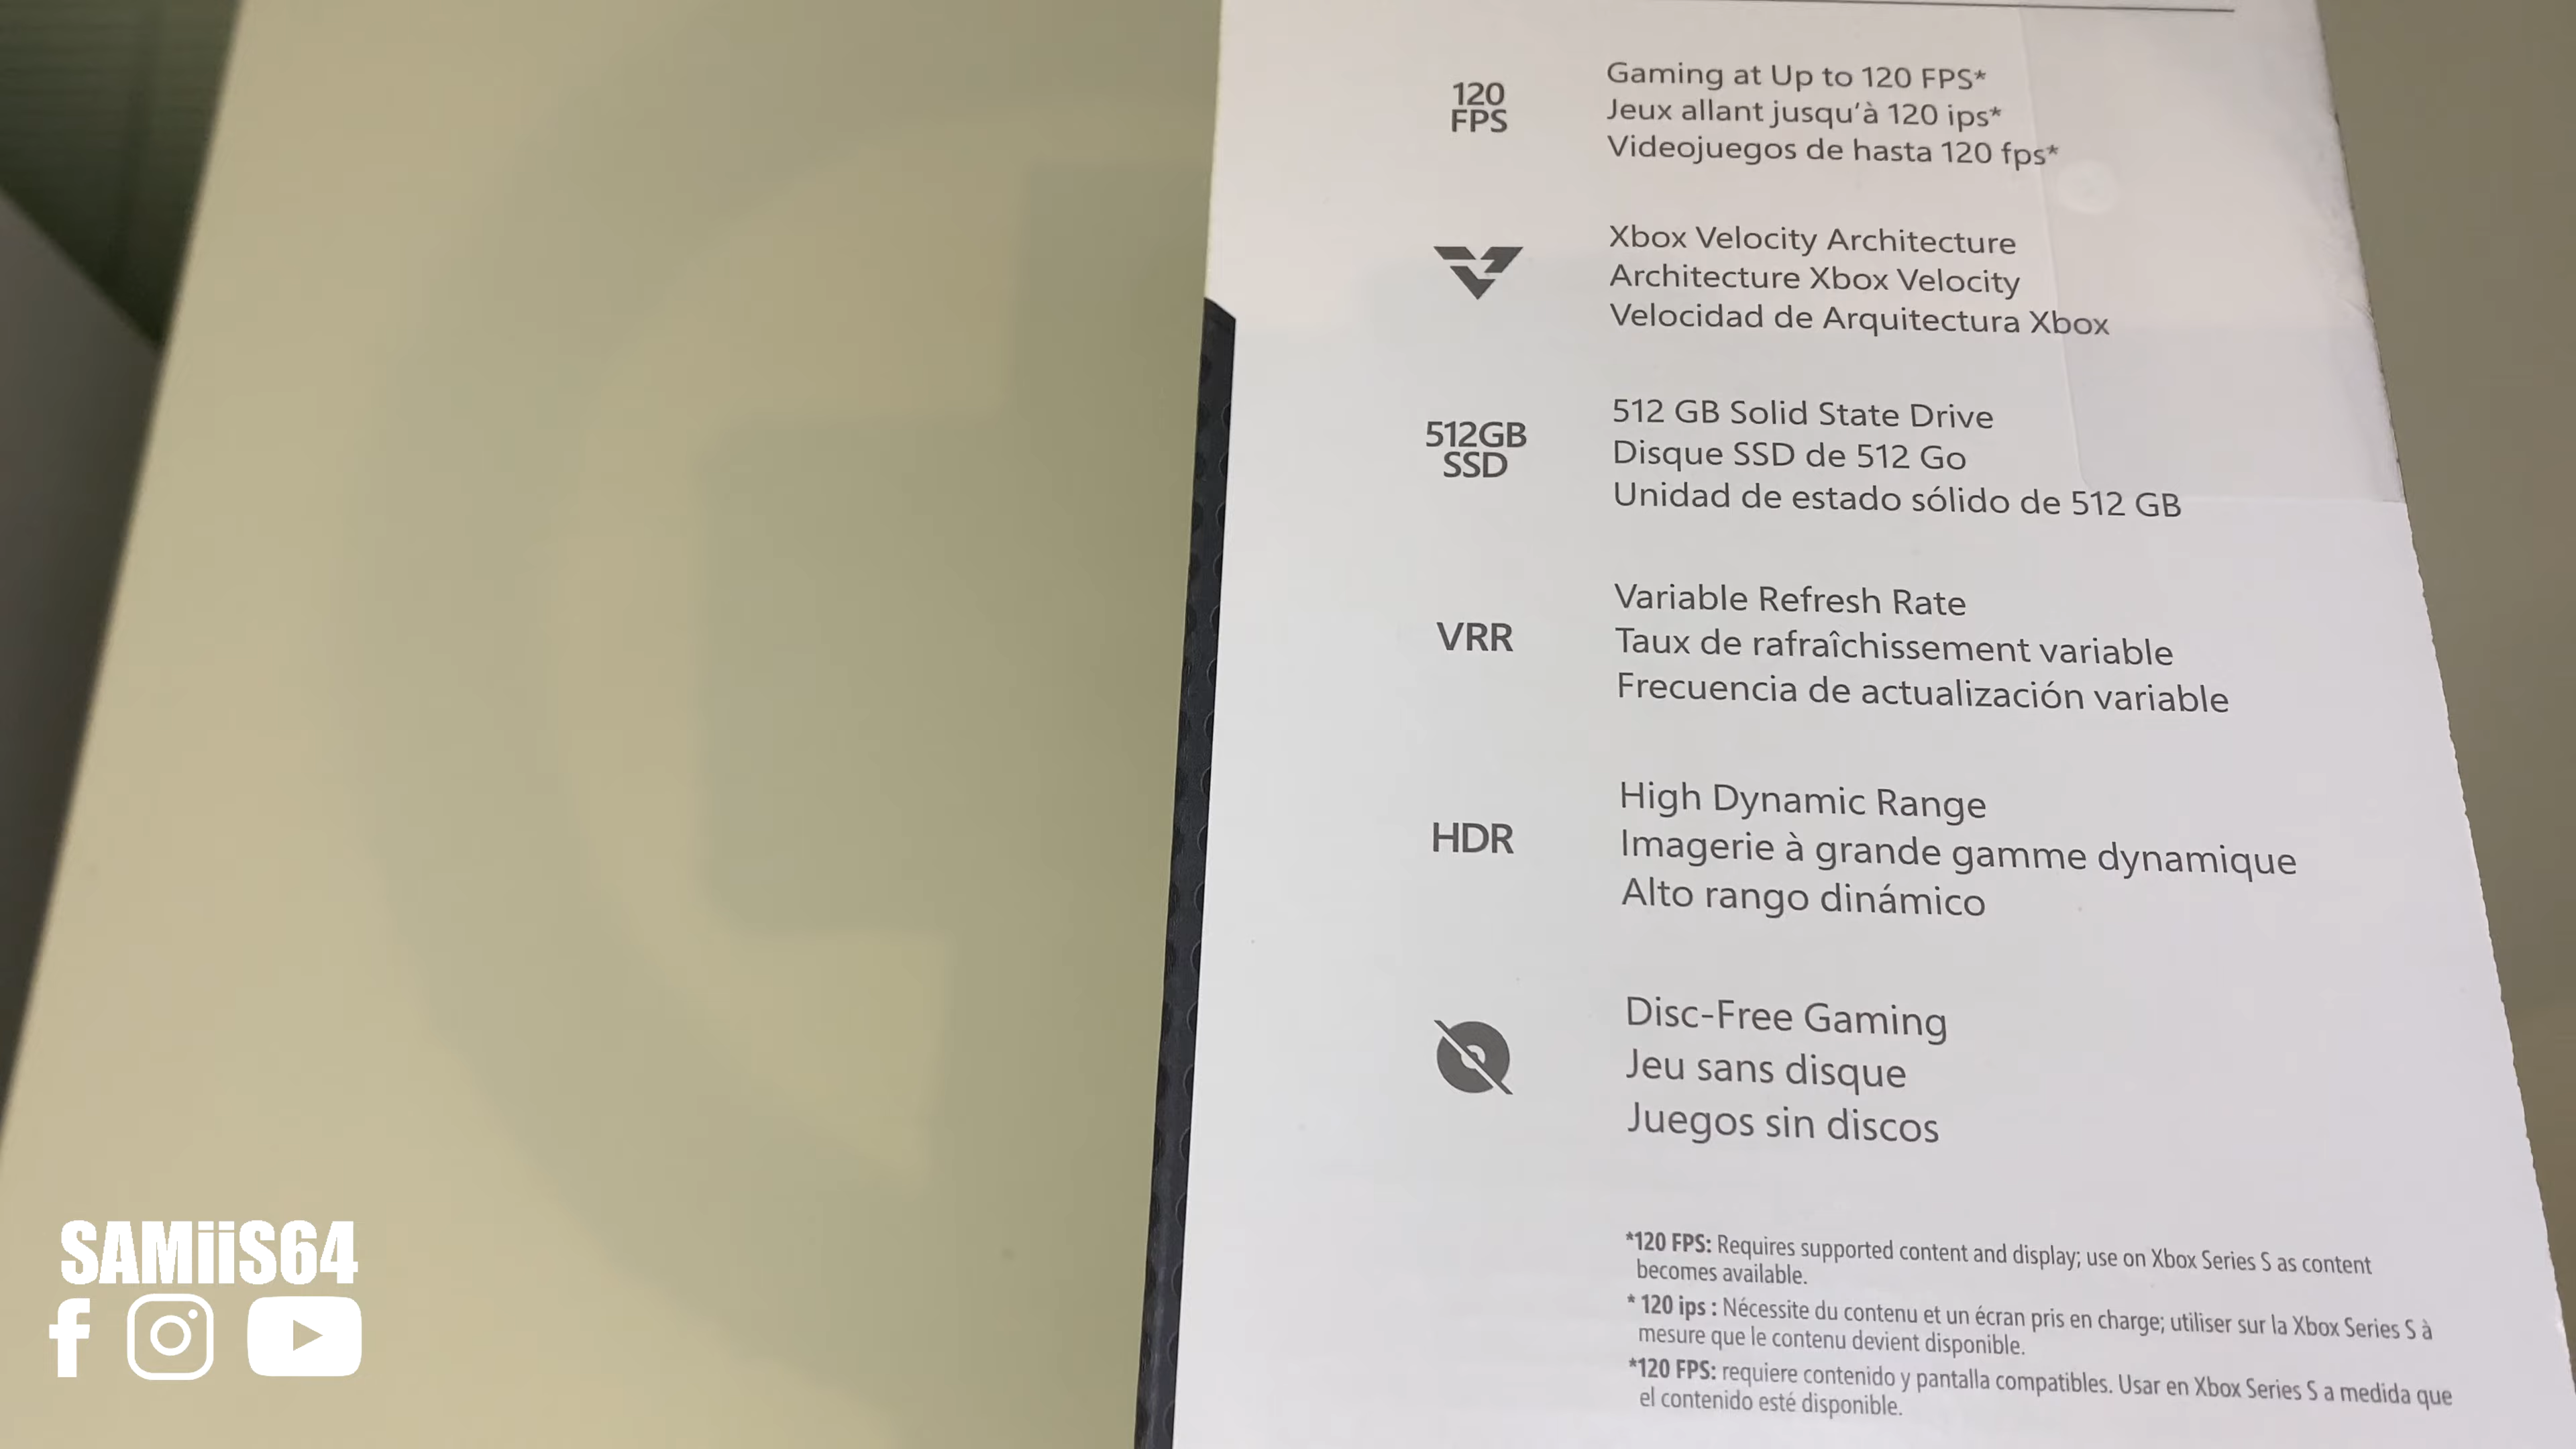 120
FPS
Gaming at Up to 120 FPS*
Jeux allant jusqu'à 120 ips*
Videojuegos de hasta 120 fps*
Xbox Velocity Architecture
Architecture Xbox Velocity
Velocidad de Arquitectura Xbox
512GB
SSD
512 GB Solid State Drive
Disque SSD de 512 Go
Unidad de estado sólido de 512 GB
VRR
Variable Refresh Rate
Taux de rafraîchissement variable
Frecuencia de actualización variable
HDR
High Dynamic Range
Imagerie à grande gamme dynamique
Alto rango dinámico
Disc-Free Gaming
Jeu sans disque
Juegos sin discos
*120 FPS: Requires supported content and display; use on Xbox Series S as content
becomes available.
* 120 ips : Nécessite du contenu et un écran pris en charge; utiliser sur la Xbox Series S à
mesure que le contenu devient disponible.
*120 FPS: requiere contenido y pantalla compatibles. Usar en Xbox Series S a medida que
el contenido esté disponible.
SAMiiS64